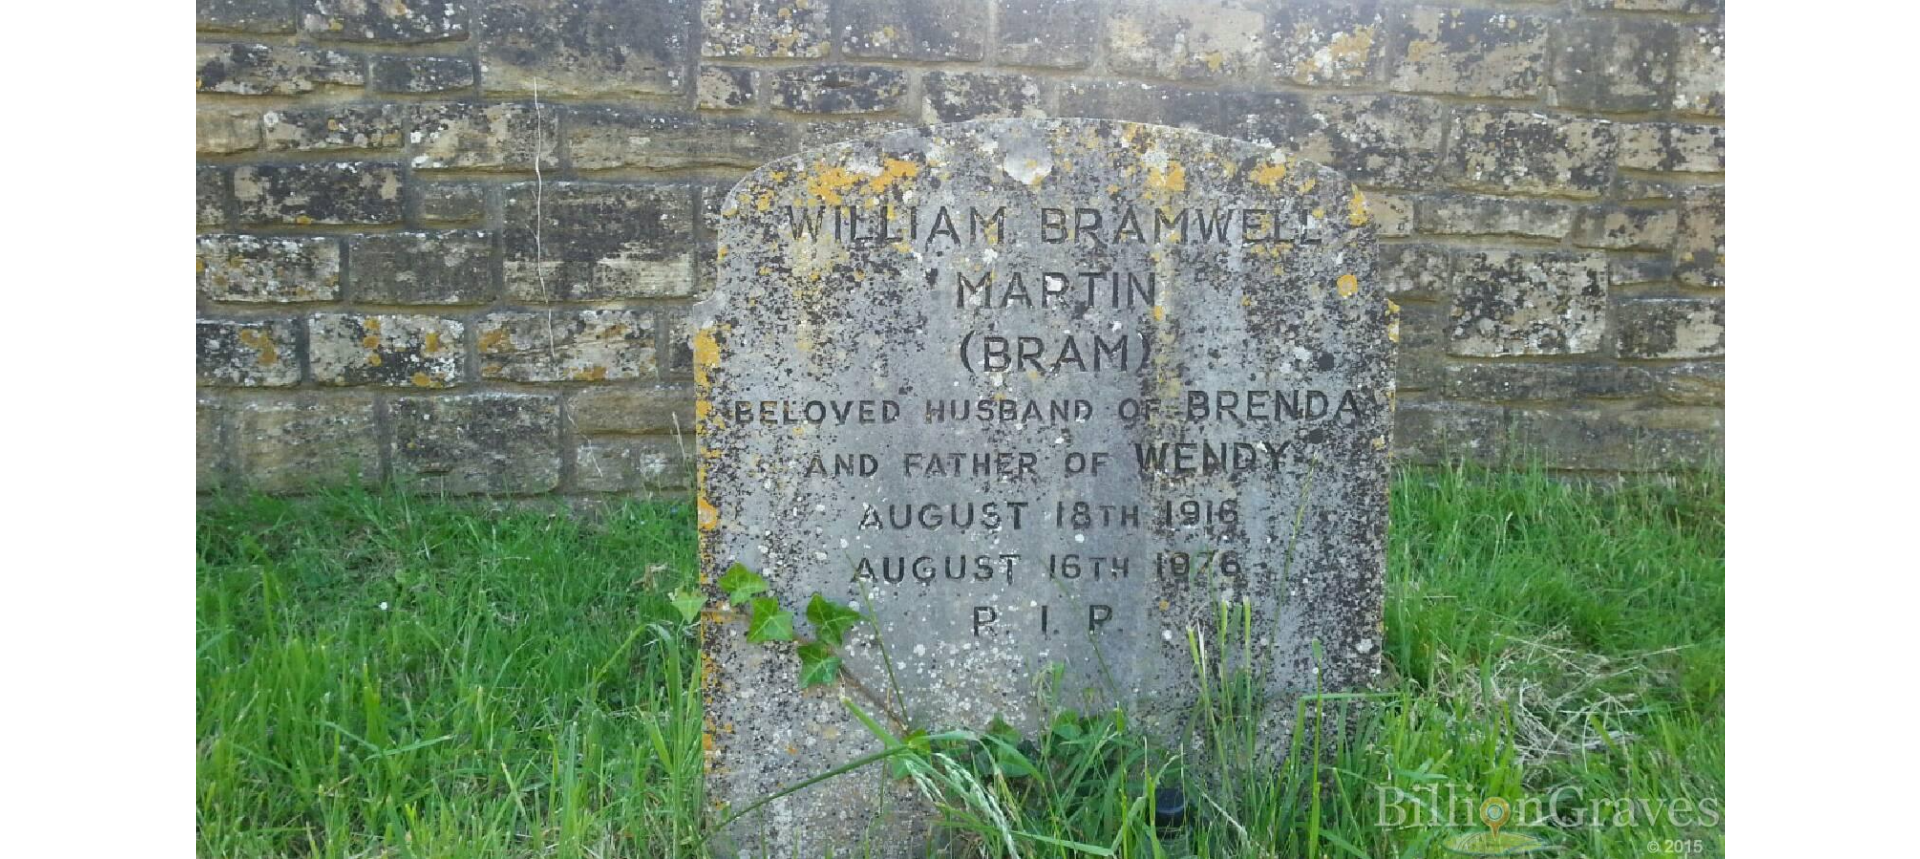 WILLIAM BRAMWELL
MARTIN
(BRAM)
BELOVED HUSBAND OF BRENDA
AND FATHER OF WENDY
AUGUST 18TH 1916
AUGUST 16TH 1976
R. I. P.
BillionGraves
© 2015